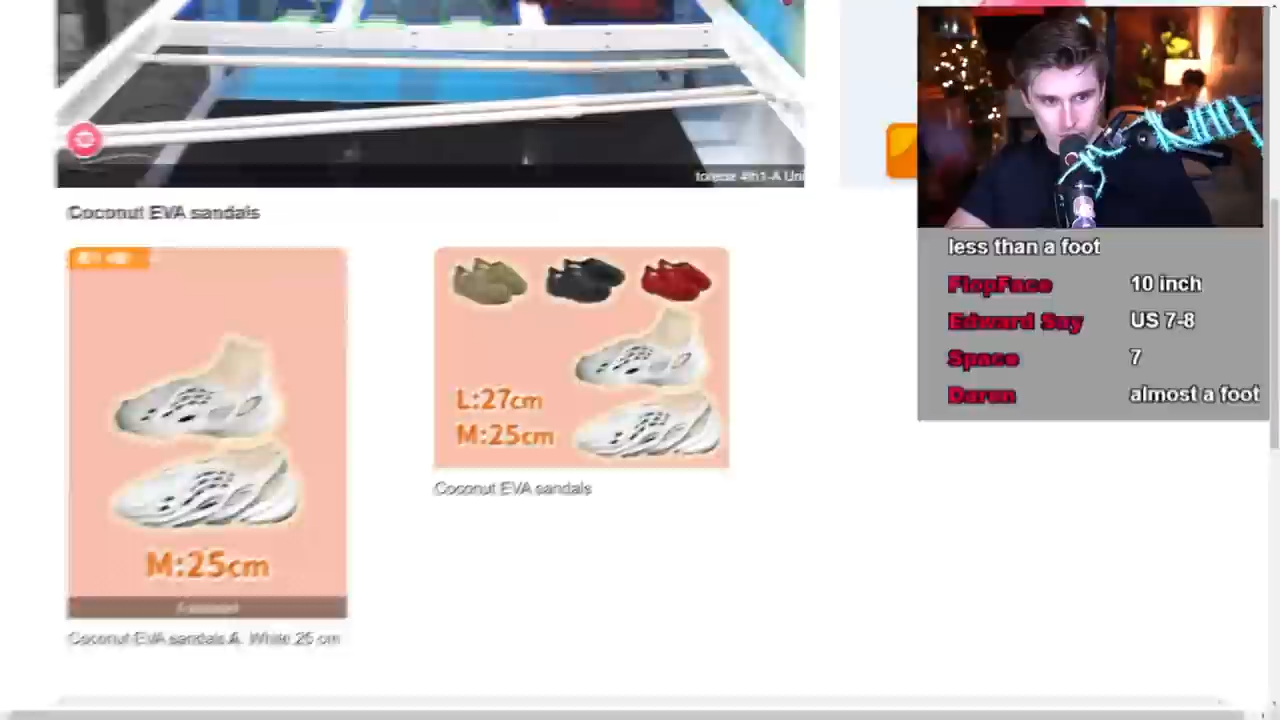 Coconut EVA sandals
M:25cm
Coconut EVA sandals A. White 25 cm
L:27cm
M:25cm
Coconut EVA sandals
less than a foot
FlopFace 10 inch
Edward Say US 7-8
Space 7
Daren almost a foot